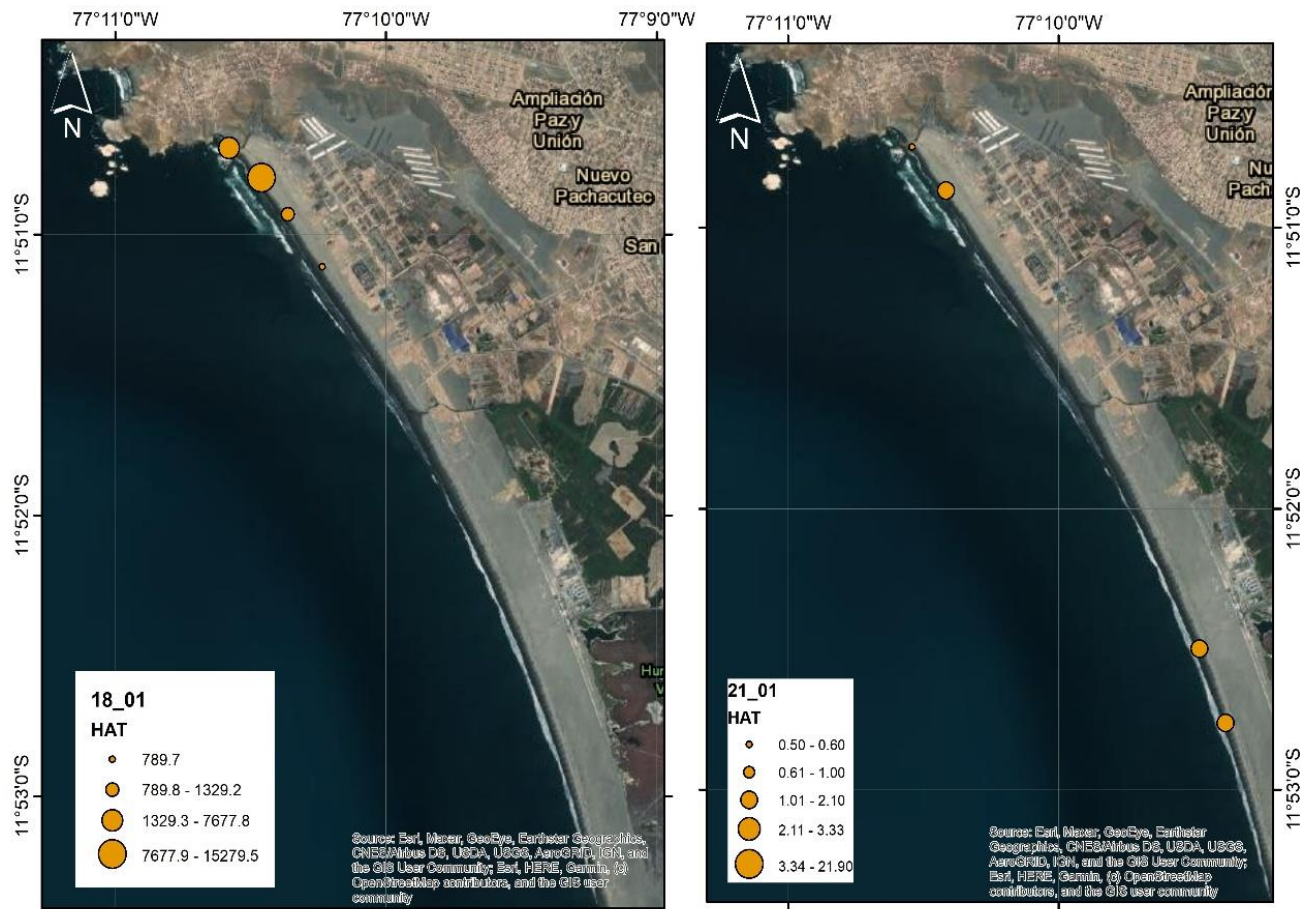 77°11'0"W 77°10'0"W 77°9'0"W
N
Ampliación
Paz y
Unión
Nuevo
Pachacutec
San
11°51'0"S
11°52'0"S
11°53'0"S
18_01
HAT
789.7
789.8 - 1329.2
1329.3 - 7677.8
7677.9 - 15279.5
Source: Esri, Maxar, GeoEye, Earthstar Geographics,
CNES/Airbus DS, USDA, USGS, AeroGRID, IGN, and
the GIS User Community; Esri, HERE, Garmin, (c)
OpenStreetMap contributors, and the GIS user
community
77°11'0"W 77°10'0"W
N
Ampliación
Paz y
Unión
Nu
Pach
11°51'0"S
11°52'0"S
11°53'0"S
21_01
HAT
0.50 - 0.60
0.61 - 1.00
1.01 - 2.10
2.11 - 3.33
3.34 - 21.90
Source: Esri, Maxar, GeoEye, Earthstar
Geographics, CNES/Airbus DS, USDA, USGS,
AeroGRID, IGN, and the GIS User Community;
Esri, HERE, Garmin, (c) OpenStreetMap
contributors, and the GIS user community